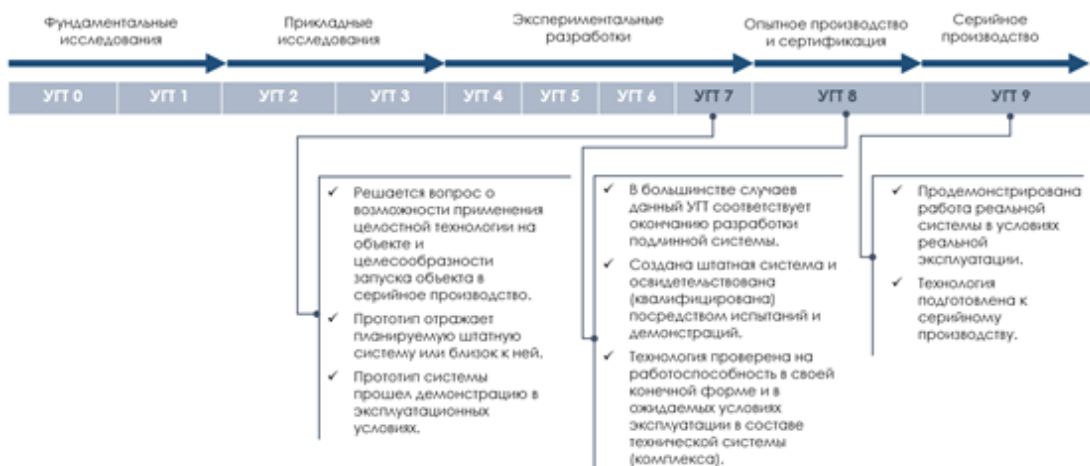 Фундаментальные
исследования
Прикладные
исследования
Экспериментальные
разработки
Опытное производство
и сертификация
Серийное
производство
УГТ 0
УГТ 1
УГТ 2
УГТ 3
УГТ 4
УГТ 5
УГТ 6
УГТ 7
УГТ 8
УГТ 9
✓ Решается вопрос о
возможности применения
целостной технологии на
объекте и
целесообразности
запуска объекта в
серийное производство.
✓ Прототип отражает
планируемую штатную
систему или близок к ней.
✓ Прототип системы
прошел демонстрацию в
эксплуатационных
условиях.
✓ В большинстве случаев
данный УГТ соответствует
окончанию разработки
подлинной системы.
✓ Создана штатная система и
освидетельствована
(квалифицирована)
посредством испытаний и
демонстраций.
✓ Технология проверена на
работоспособность в своей
конечной форме и в
ожидаемых условиях
эксплуатации в составе
технической системы
(комплекса).
✓ Продемонстрирована
работа реальной
системы в условиях
реальной
эксплуатации.
✓ Технология
подготовлена к
серийному
производству.